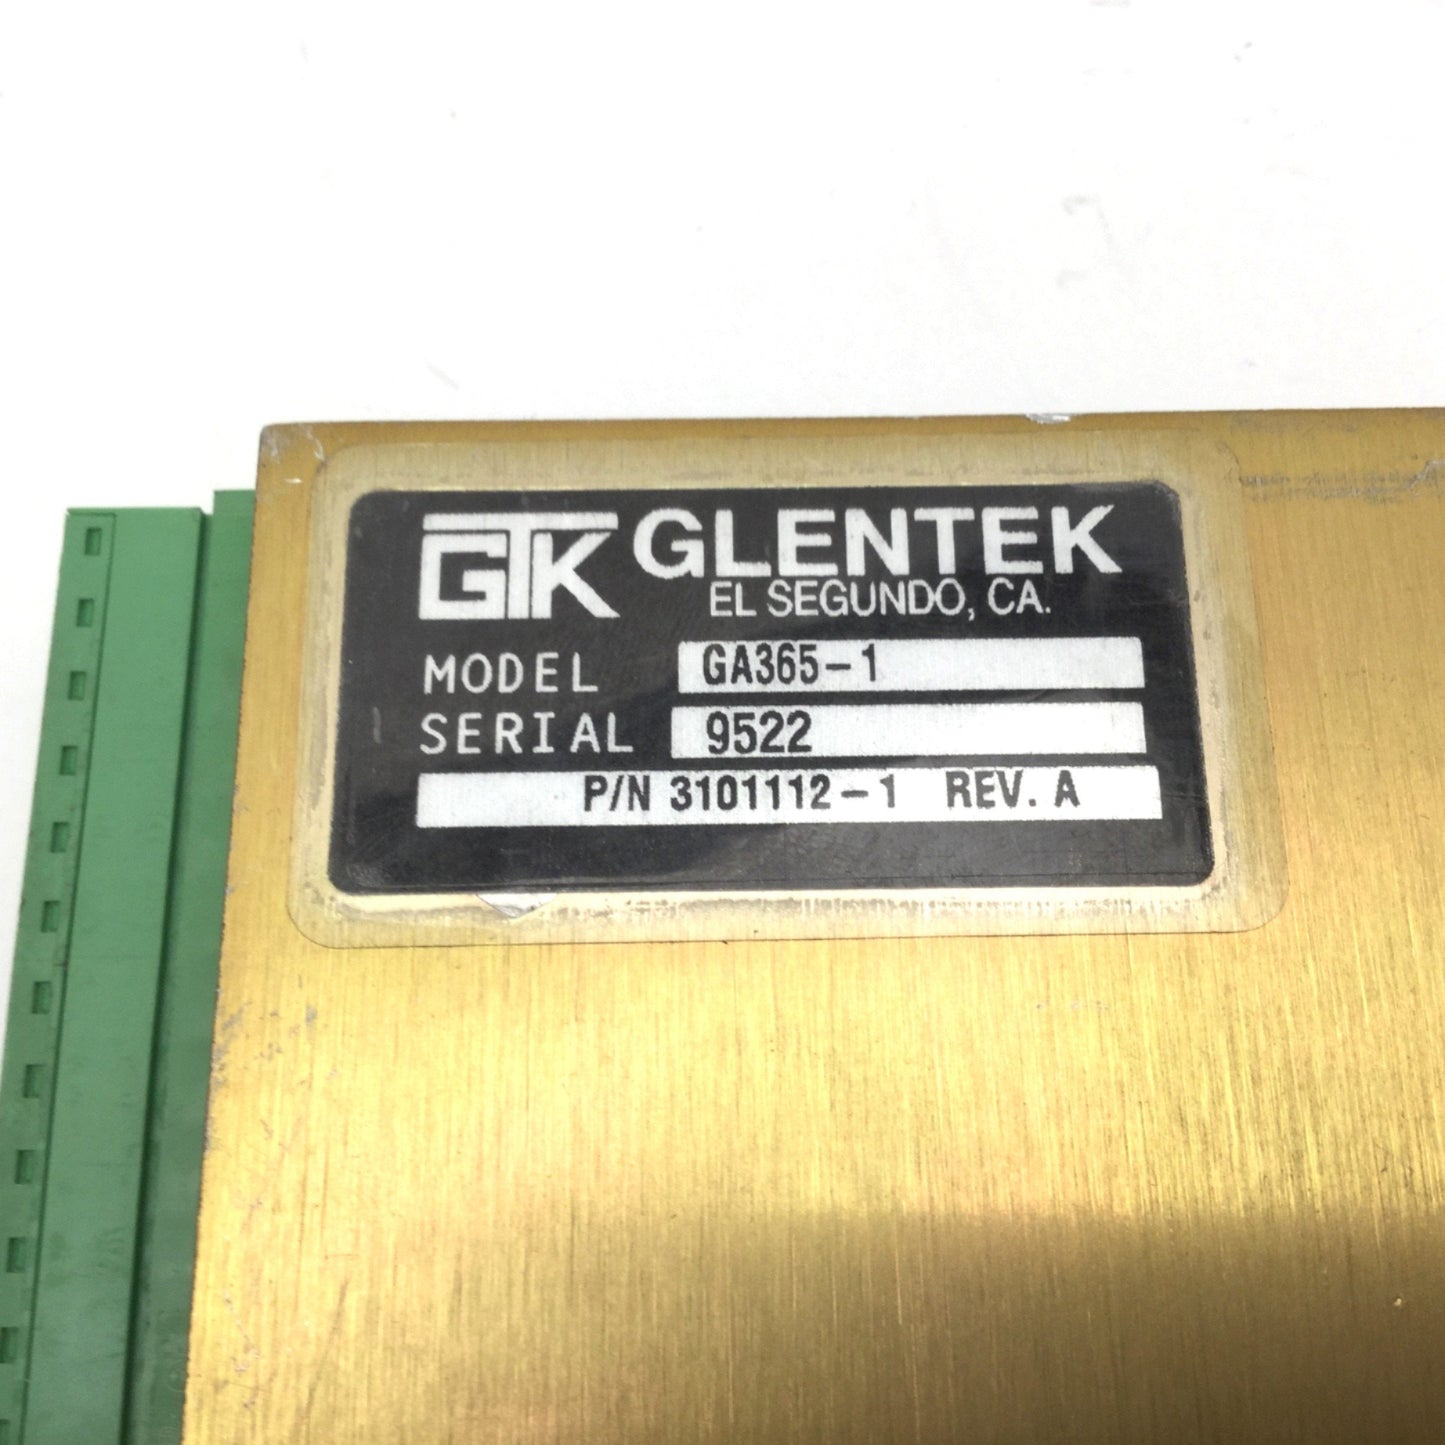 GTK GLENTEK
EL SEGUNDO, CA.
MODEL GA365-1
SERIAL 9522
P/N 3101112-1 REV. A